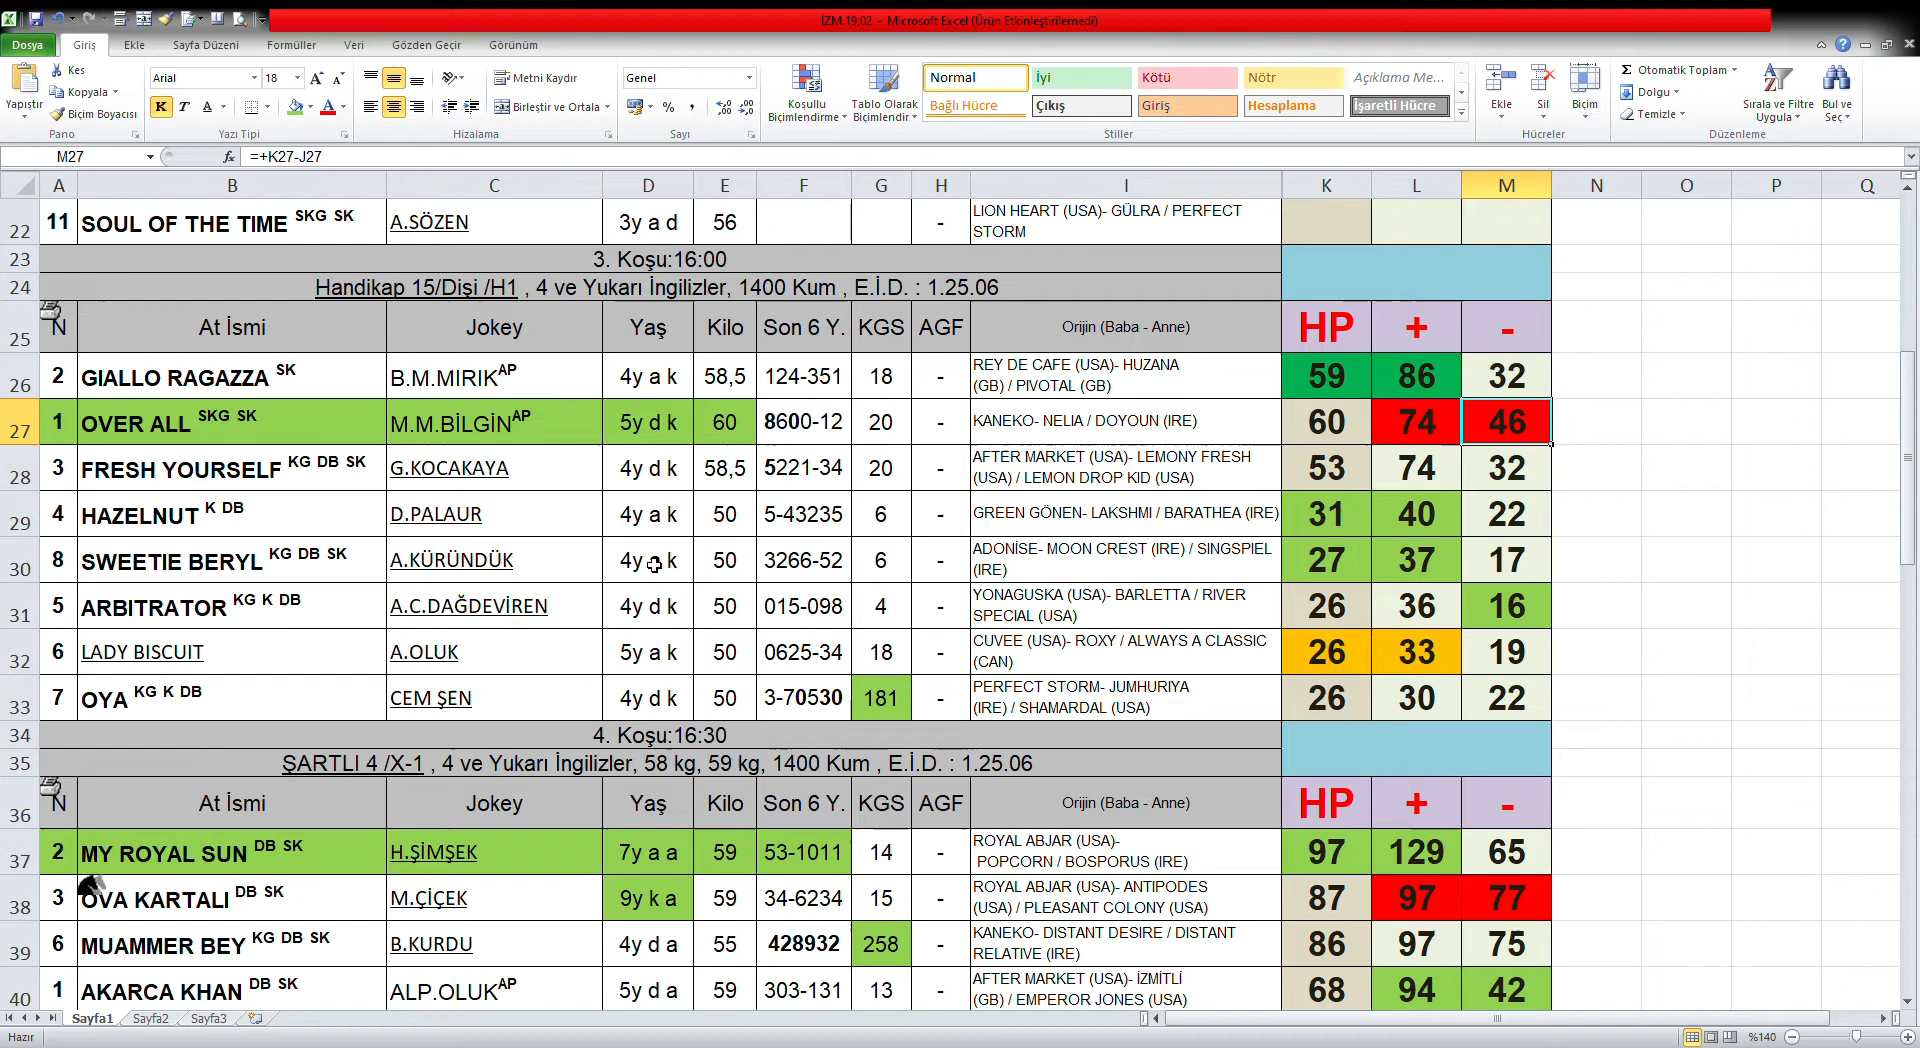 İZM-19.02 - Microsoft Excel (Ürün Etkinleştirilemedi)
Dosya Giriş Ekle Sayfa Düzeni Formüller Veri Gözden Geçir Görünüm
Yapıştır
Kes
Kopyala
Biçim Boyacısı
Arial 18
K T A
Metni Kaydır
Birleştir ve Ortala
Genel
Koşullu Biçimlendirme
Tablo Olarak Biçimlendir
Normal İyi Kötü Nötr Açıklama Me...
Bağlı Hücre Çıkış Giriş Hesaplama İşaretli Hücre
Ekle Sil Biçim
Otomatik Toplam
Dolgu
Temizle
Sırala ve Filtre Uygula
Bul ve Seç
Pano Yazı Tipi Hizalama Sayı Stiller Hücreler Düzenleme
M27 fx =+K27-J27
A B C D E F G H I K L M N O P Q
22 11 SOUL OF THE TIME SKG SK A.SÖZEN 3y a d 56 - LION HEART (USA)- GÜLRA / PERFECT STORM
23 3. Koşu:16:00
24 Handikap 15/Dişi /H1 , 4 ve Yukarı İngilizler, 1400 Kum , E.İ.D. : 1.25.06
25 N At İsmi Jokey Yaş Kilo Son 6 Y. KGS AGF Orijin (Baba - Anne) HP + -
26 2 GIALLO RAGAZZA SK B.M.MIRIK AP 4y a k 58,5 124-351 18 - REY DE CAFE (USA)- HUZANA (GB) / PIVOTAL (GB) 59 86 32
27 1 OVER ALL SKG SK M.M.BİLGİN AP 5y d k 60 8600-12 20 - KANEKO- NELIA / DOYOUN (IRE) 60 74 46
28 3 FRESH YOURSELF KG DB SK G.KOCAKAYA 4y d k 58,5 5221-34 20 - AFTER MARKET (USA)- LEMONY FRESH (USA) / LEMON DROP KID (USA) 53 74 32
29 4 HAZELNUT K DB D.PALAUR 4y a k 50 5-43235 6 - GREEN GÖNEN- LAKSHMI / BARATHEA (IRE) 31 40 22
30 8 SWEETIE BERYL KG DB SK A.KÜRÜNDÜK 4y k 50 3266-52 6 - ADONİSE- MOON CREST (IRE) / SINGSPIEL (IRE) 27 37 17
31 5 ARBITRATOR KG K DB A.C.DAĞDEVİREN 4y d k 50 015-098 4 - YONAGUSKA (USA)- BARLETTA / RIVER SPECIAL (USA) 26 36 16
32 6 LADY BISCUIT A.OLUK 5y a k 50 0625-34 18 - CUVEE (USA)- ROXY / ALWAYS A CLASSIC (CAN) 26 33 19
33 7 OYA KG K DB CEM ŞEN 4y d k 50 3-70530 181 - PERFECT STORM- JUMHURIYA (IRE) / SHAMARDAL (USA) 26 30 22
34 4. Koşu:16:30
35 ŞARTLI 4 /X-1 , 4 ve Yukarı İngilizler, 58 kg, 59 kg, 1400 Kum , E.İ.D. : 1.25.06
36 N At İsmi Jokey Yaş Kilo Son 6 Y. KGS AGF Orijin (Baba - Anne) HP + -
37 2 MY ROYAL SUN DB SK H.ŞİMŞEK 7y a a 59 53-1011 14 - ROYAL ABJAR (USA)- POPCORN / BOSPORUS (IRE) 97 129 65
38 3 OVA KARTALI DB SK M.ÇİÇEK 9y k a 59 34-6234 15 - ROYAL ABJAR (USA)- ANTIPODES (USA) / PLEASANT COLONY (USA) 87 97 77
39 6 MUAMMER BEY KG DB SK B.KURDU 4y d a 55 428932 258 - KANEKO- DISTANT DESIRE / DISTANT RELATIVE (IRE) 86 97 75
40 1 AKARCA KHAN DB SK ALP.OLUK AP 5y d a 59 303-131 13 - AFTER MARKET (USA)- İZMİTLİ (GB) / EMPEROR JONES (USA) 68 94 42
Sayfa1 Sayfa2 Sayfa3
Hazır %140